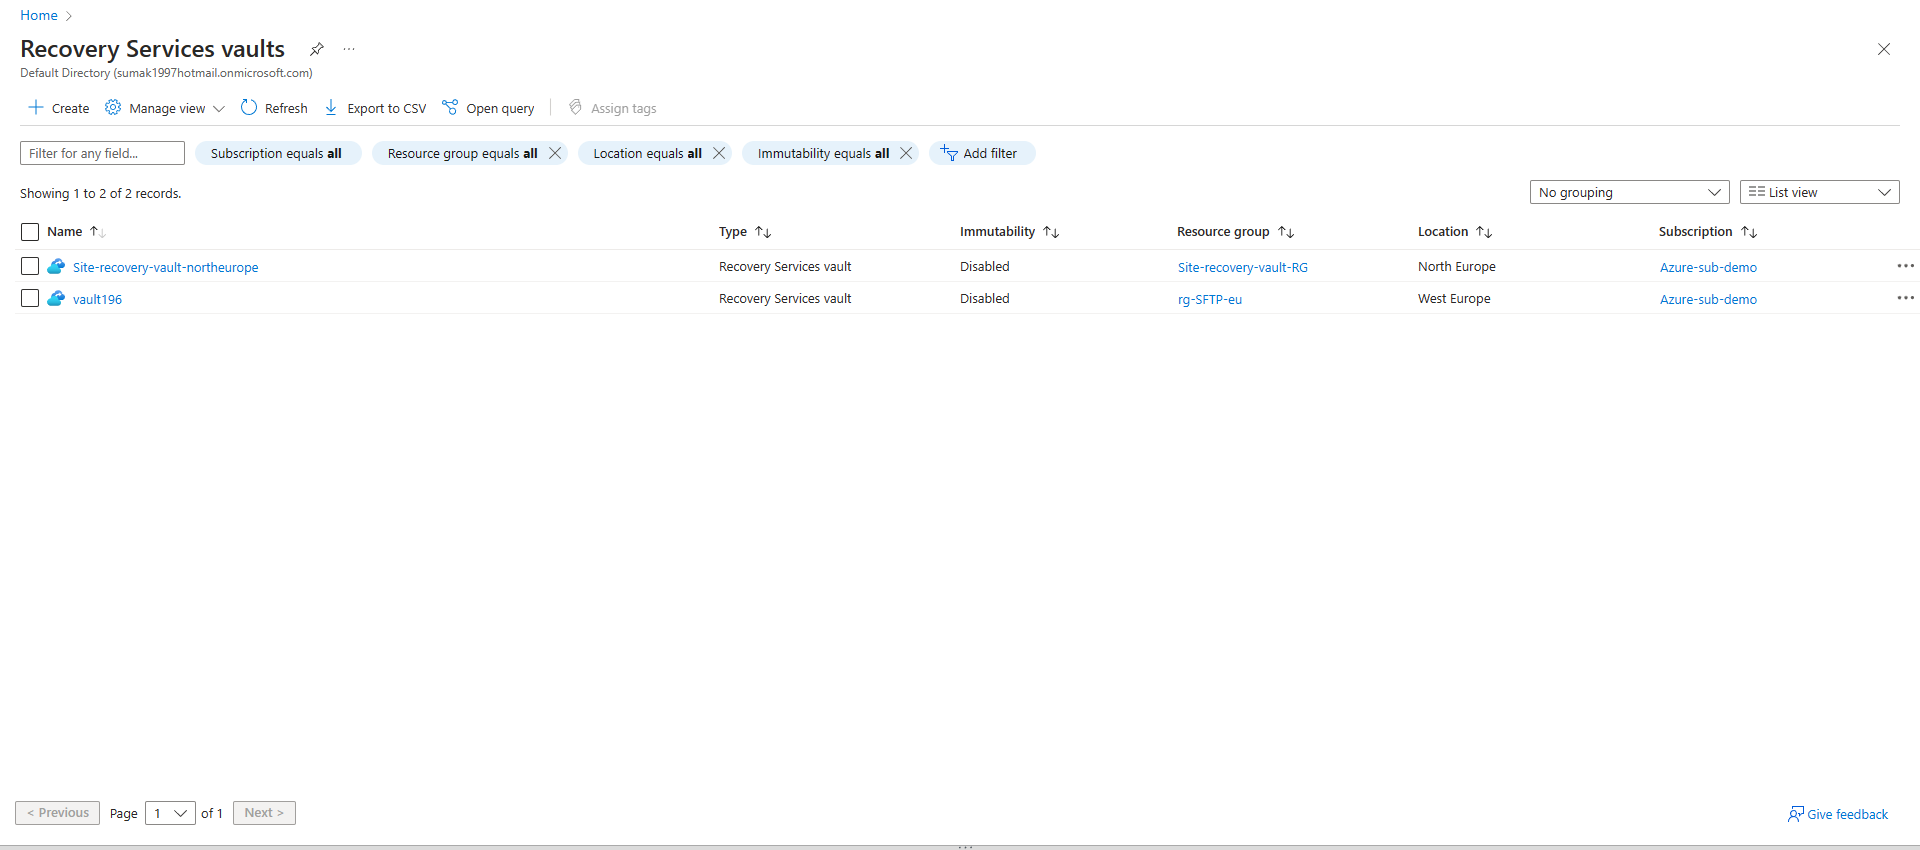 Home
Recovery Services vaults
Default Directory (sumak1997hotmail.onmicrosoft.com)
Create Manage view Refresh Export to CSV Open query Assign tags
Filter for any field... Subscription equals all Resource group equals all Location equals all Immutability equals all Add filter
Showing 1 to 2 of 2 records. No grouping List view
Name Type Immutability Resource group Location Subscription
Site-recovery-vault-northeurope Recovery Services vault Disabled Site-recovery-vault-RG North Europe Azure-sub-demo
vault196 Recovery Services vault Disabled rg-SFTP-eu West Europe Azure-sub-demo
< Previous Page 1 of 1 Next > Give feedback